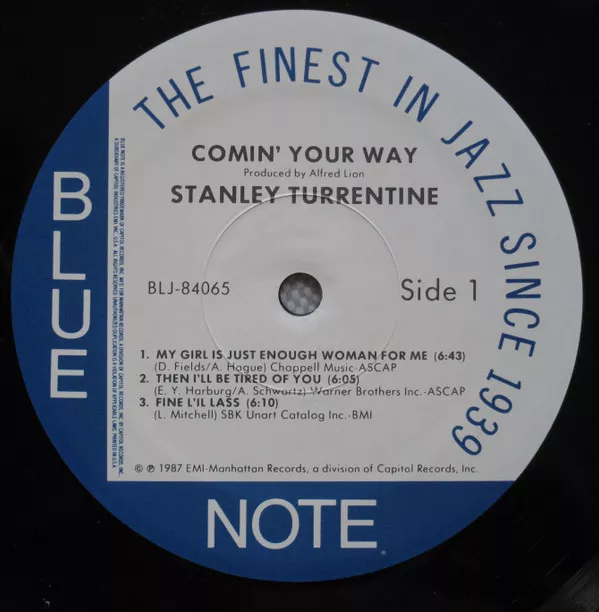 THE FINEST IN JAZZ SINCE 1939
BLUE
NOTE
COMIN' YOUR WAY
Produced by Alfred Lion
STANLEY TURRENTINE
BLJ-84065
Side 1
1. MY GIRL IS JUST ENOUGH WOMAN FOR ME (6:43)
(D. Fields/A. Hague) Chappell Music-ASCAP
2. THEN I'LL BE TIRED OF YOU (6:05)
(E. Y. Harburg/A. Schwartz) Warner Brothers Inc.-ASCAP
3. FINE L'IL LASS (6:10)
(L. Mitchell) SBK Unart Catalog Inc.-BMI
© ℗ 1987 EMI-Manhattan Records, a division of Capitol Records, Inc.